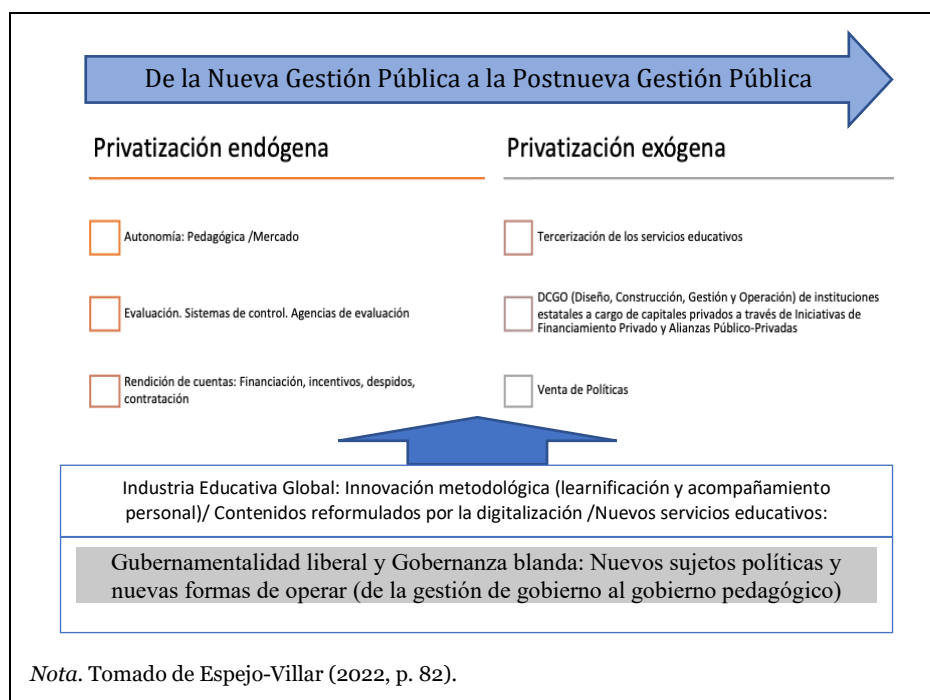 De la Nueva Gestión Pública a la Postnueva Gestión Pública
Privatización endógena
Autonomía: Pedagógica /Mercado
Evaluación. Sistemas de control. Agencias de evaluación
Rendición de cuentas: Financiación, incentivos, despidos,
contratación
Privatización exógena
Tercerización de los servicios educativos
DCGO (Diseño, Construcción, Gestión y Operación) de instituciones
estatales a cargo de capitales privados a través de Iniciativas de
Financiamiento Privado y Alianzas Público-Privadas
Venta de Políticas
Industria Educativa Global: Innovación metodológica (learnificación y acompañamiento
personal)/ Contenidos reformulados por la digitalización /Nuevos servicios educativos:
Gubernamentalidad liberal y Gobernanza blanda: Nuevos sujetos políticas y
nuevas formas de operar (de la gestión de gobierno al gobierno pedagógico)
Nota. Tomado de Espejo-Villar (2022, p. 82).